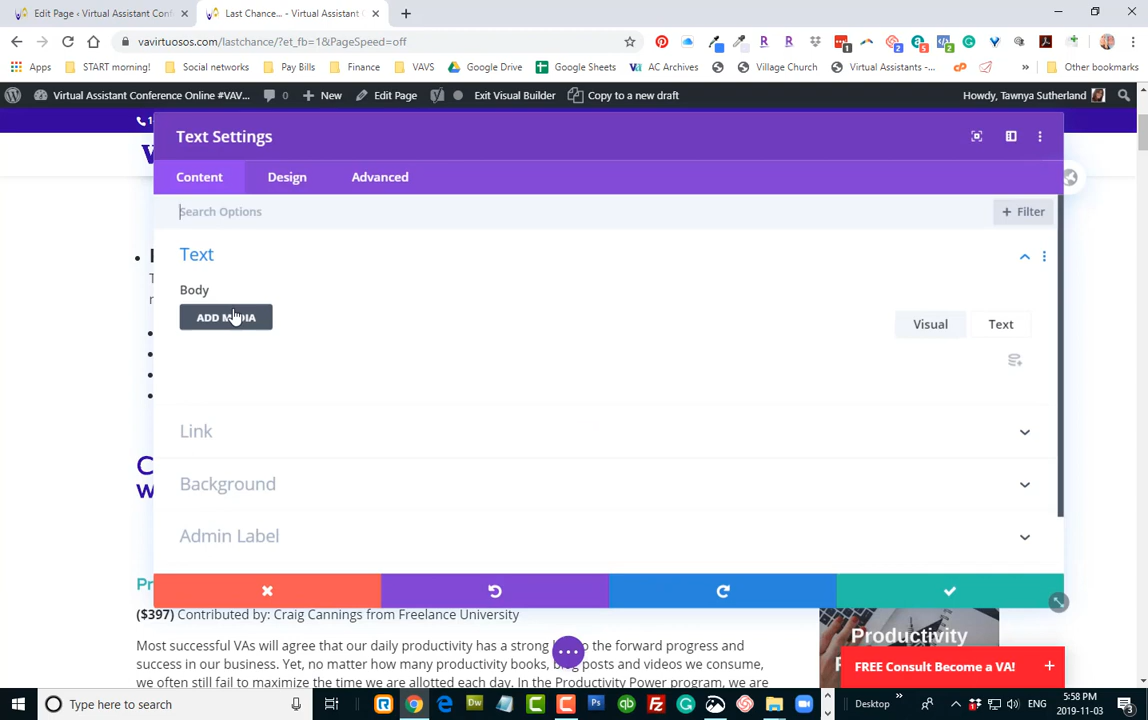 Edit Page ‹ Virtual Assistant Conf
Last Chance... – Virtual Assistant
vavirtuosos.com/lastchance/?et_fb=1&PageSpeed=off
Apps START meeting! Social networks Pay Bills Finance VAVS Google Drive Google Sheets AC Archives Village Church Virtual Assistants -... » Other bookmarks
Virtual Assistant Conference Online #VAV... 0 New Edit Page Exit Visual Builder Copy to a new draft Howdy, Tawnya Sutherland
Text Settings
Content Design Advanced
Search Options + Filter
Text
Body
ADD MEDIA
Visual Text
Link
Background
Admin Label
($397) Contributed by: Craig Cannings from Freelance University
Most successful VAs will agree that our daily productivity has a strong to the forward progress and
success in our business. Yet, no matter how many productivity books, blog posts and videos we consume,
we often still fail to maximize the time we are allotted each day. In the Productivity Power program, we are
Productivity
FREE Consult Become a VA! +
Type here to search
Desktop
ENG
5:58 PM
2019-11-03